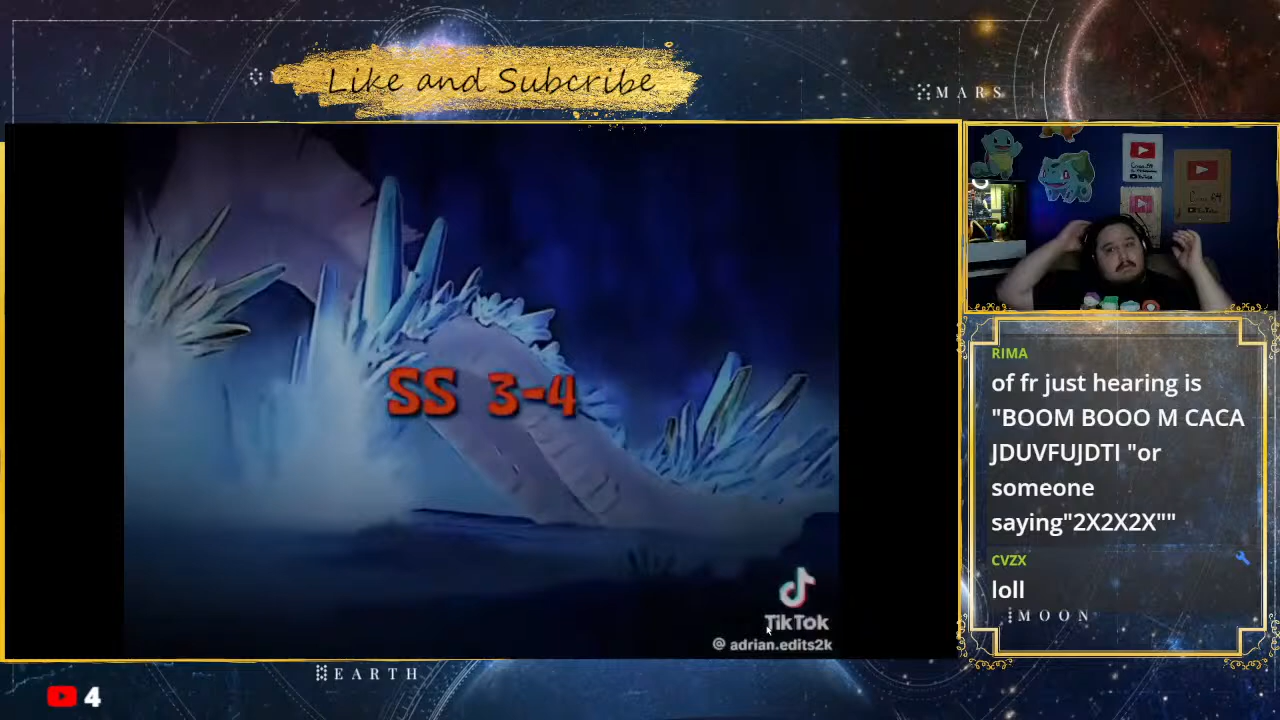 Like and Subcribe
MARS
SS 3-4
TikTok
@ adrian.edits2k
RIMA
of fr just hearing is
"BOOM BOOO M CACA
JDUVFUJDTI "or
someone
saying"2X2X2X""
CVZX
loll
MOON
EARTH
4